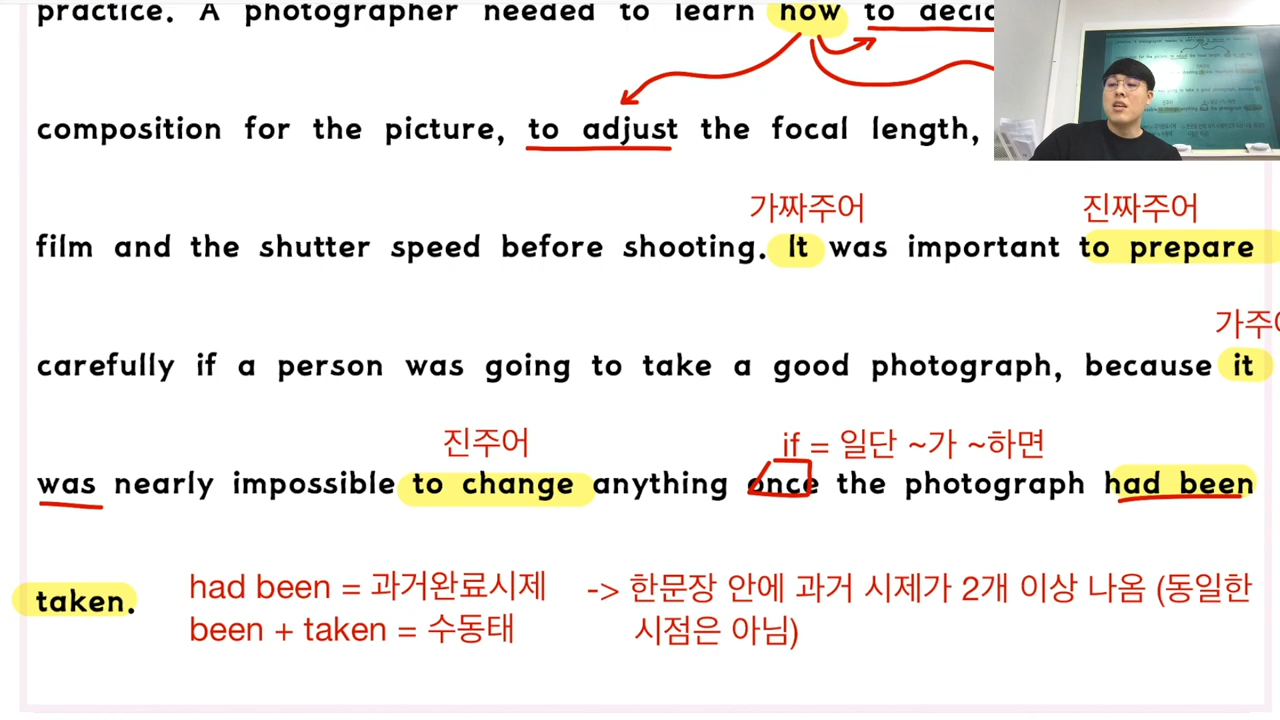 practice. A photographer needed to learn how to decid
composition for the picture, to adjust the focal length,
가짜주어 진짜주어
film and the shutter speed before shooting. It was important to prepare
가주어
carefully if a person was going to take a good photograph, because it
진주어 if = 일단 ~가 ~하면
was nearly impossible to change anything once the photograph had been
taken.
had been = 과거완료시제 -> 한문장 안에 과거 시제가 2개 이상 나옴 (동일한
been + taken = 수동태 시점은 아님)